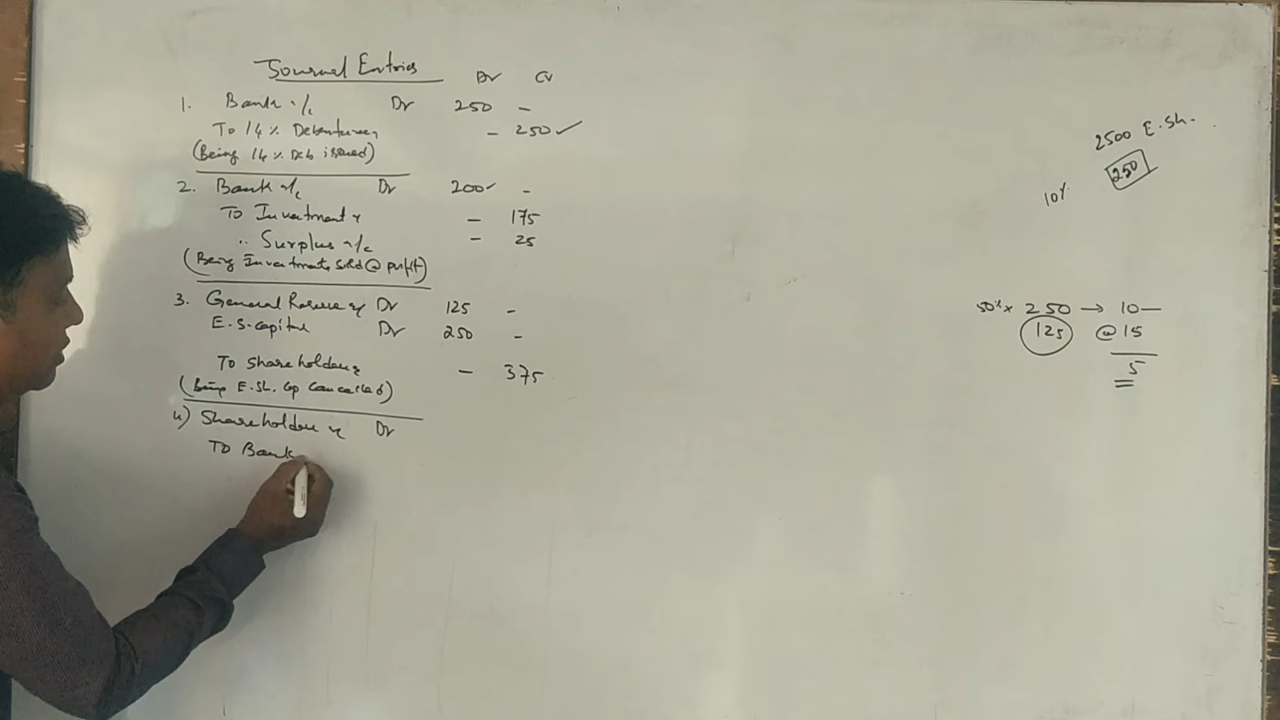 Journal Entries
Dr Cr
1. Bank a/c Dr 250 -
To 14% Debentures - 250 ✓
(Being 14% Deb issued)
2. Bank a/c Dr 200 -
To Investment - 175
" Surplus a/c - 25
(Being Investments sold @ profit)
3. General Reserve Dr 125 -
E.S. capital Dr 250 -
To Shareholders - 375
(Being E.Sh. Cp Cancelled)
4) Shareholders Dr
To Bank
2500 E.Sh.
250
10%
50% x 250 → 10
125 @ 15
5